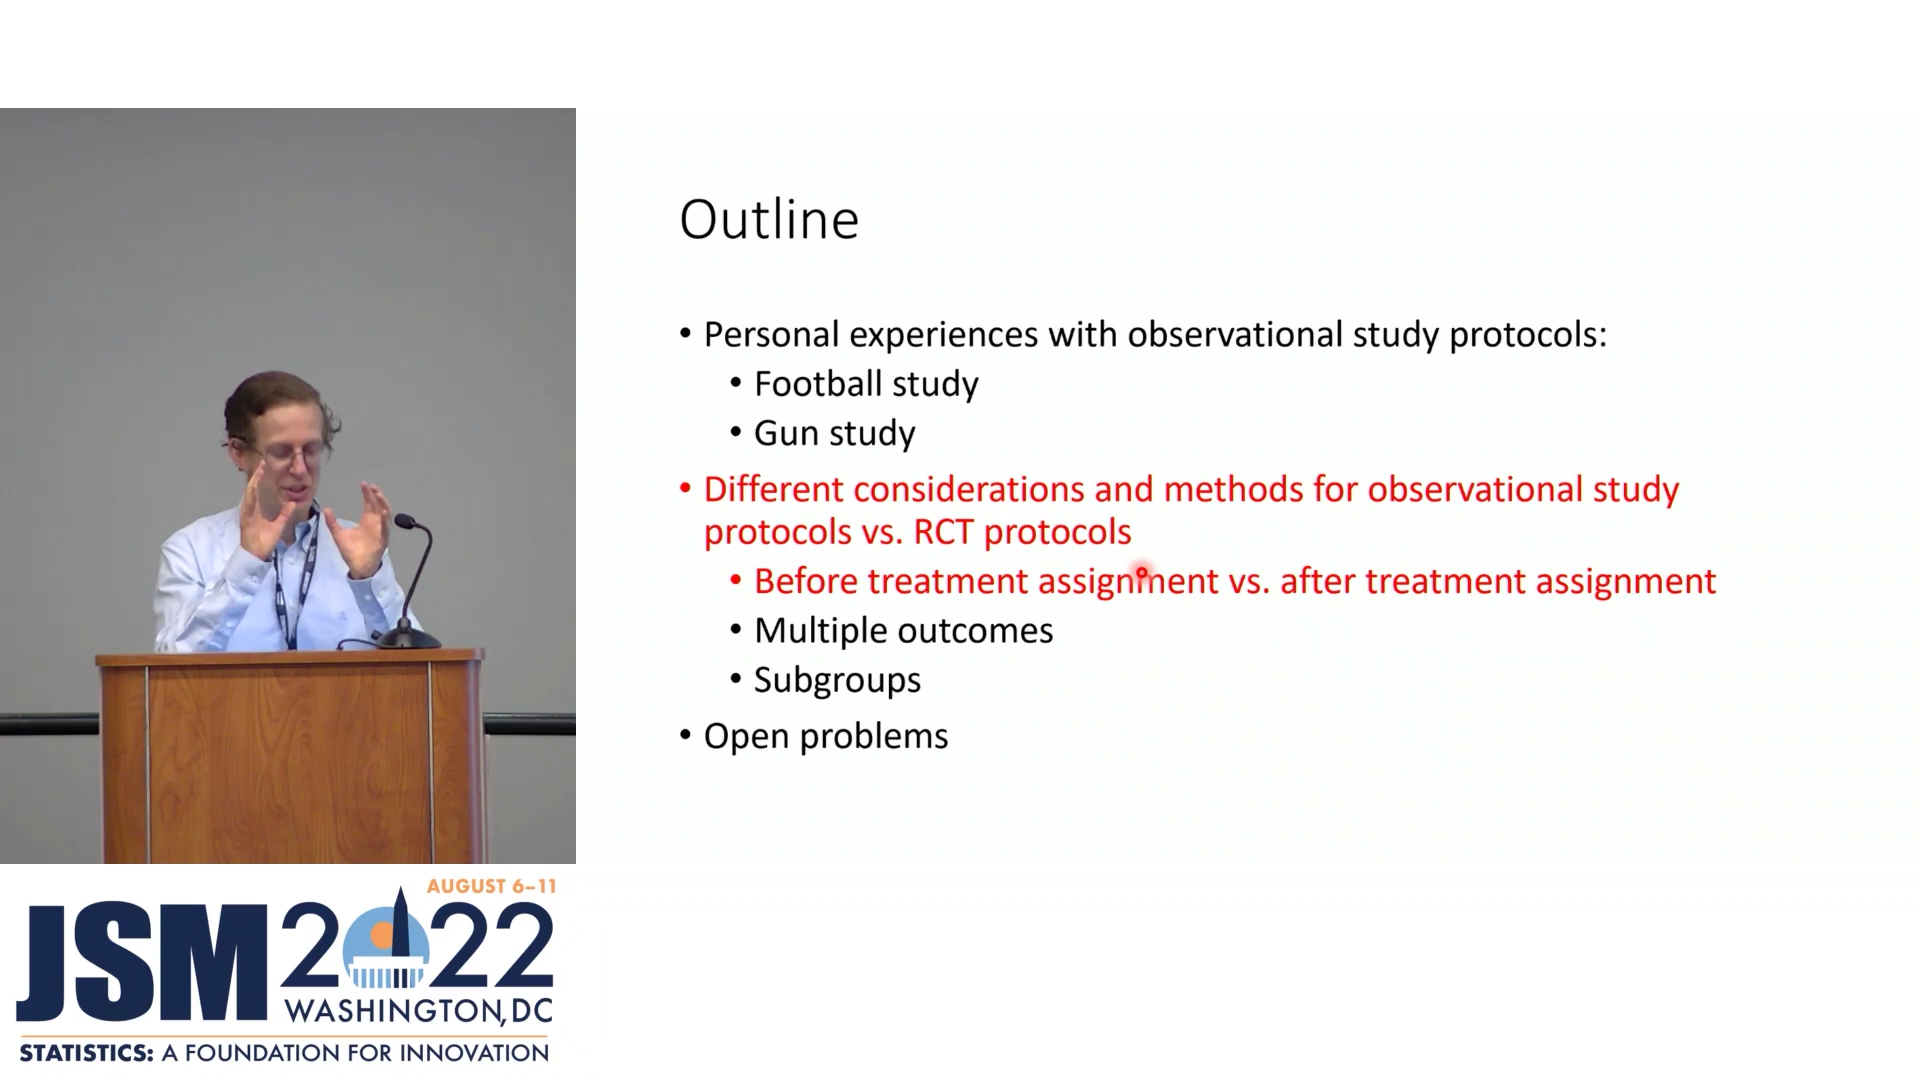 Outline
• Personal experiences with observational study protocols:
• Football study
• Gun study
• Different considerations and methods for observational study
protocols vs. RCT protocols
• Before treatment assignment vs. after treatment assignment
• Multiple outcomes
• Subgroups
• Open problems
AUGUST 6–11
JSM 2022
WASHINGTON, DC
STATISTICS: A FOUNDATION FOR INNOVATION